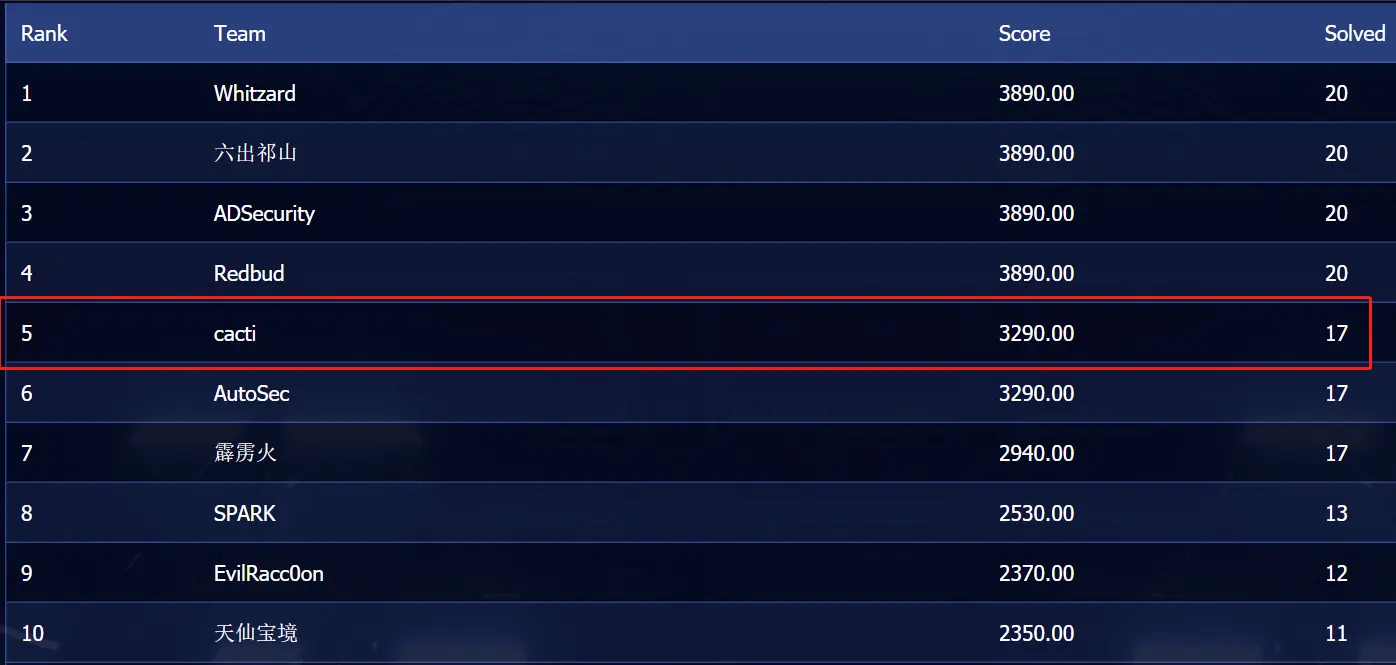 Rank Team Score Solved
1 Whitzard 3890.00 20
2 六出祁山 3890.00 20
3 ADSecurity 3890.00 20
4 Redbud 3890.00 20
5 cacti 3290.00 17
6 AutoSec 3290.00 17
7 霹雳火 2940.00 17
8 SPARK 2530.00 13
9 EvilRacc0on 2370.00 12
10 天仙宝境 2350.00 11